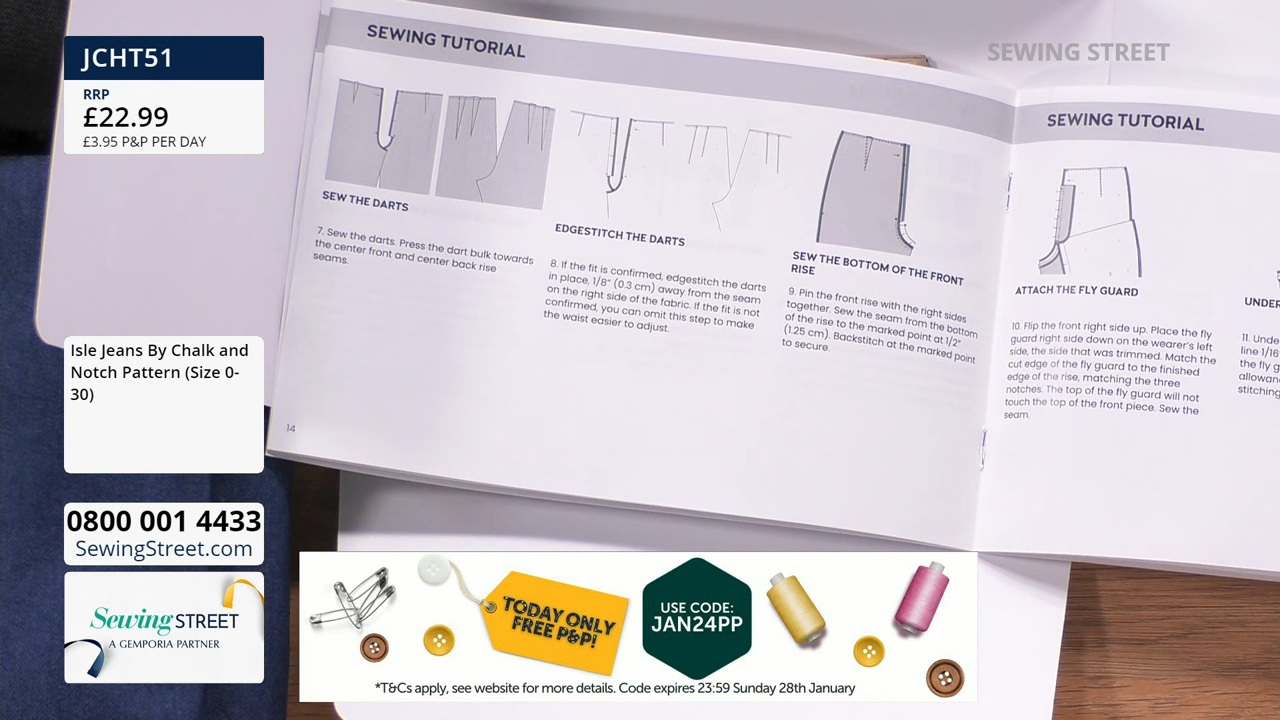 JCHT51
RRP
£22.99
£3.95 P&P PER DAY
Isle Jeans By Chalk and
Notch Pattern (Size 0-
30)
0800 001 4433
SewingStreet.com
Sewing STREET
A GEMPORIA PARTNER
SEWING STREET
SEWING TUTORIAL
SEW THE DARTS
7. Sew the darts. Press the dart bulk towards
the center front and center back rise
seams.
EDGESTITCH THE DARTS
8. If the fit is confirmed, edgestitch the darts
in place, 1/8" (0.3 cm) away from the seam
on the right side of the fabric. If the fit is not
confirmed, you can omit this step to make
the waist easier to adjust.
SEW THE BOTTOM OF THE FRONT
RISE
9. Pin the front rise with the right sides
together. Sew the seam from the bottom
of the rise to the marked point at 1/2"
(1.25 cm). Backstitch at the marked point
to secure.
14
SEWING TUTORIAL
ATTACH THE FLY GUARD
10. Flip the front right side up. Place the fly
guard right side down on the wearer's left
side, the side that was trimmed. Match the
cut edge of the fly guard to the finished
edge of the rise, matching the three
notches. The top of the fly guard will not
touch the top of the front piece. Sew the
seam.
UNDER
11. Unde
line 1/16
the fly g
allowan
stitching
TODAY ONLY
FREE P&P!
USE CODE:
JAN24PP
*T&Cs apply, see website for more details. Code expires 23:59 Sunday 28th January